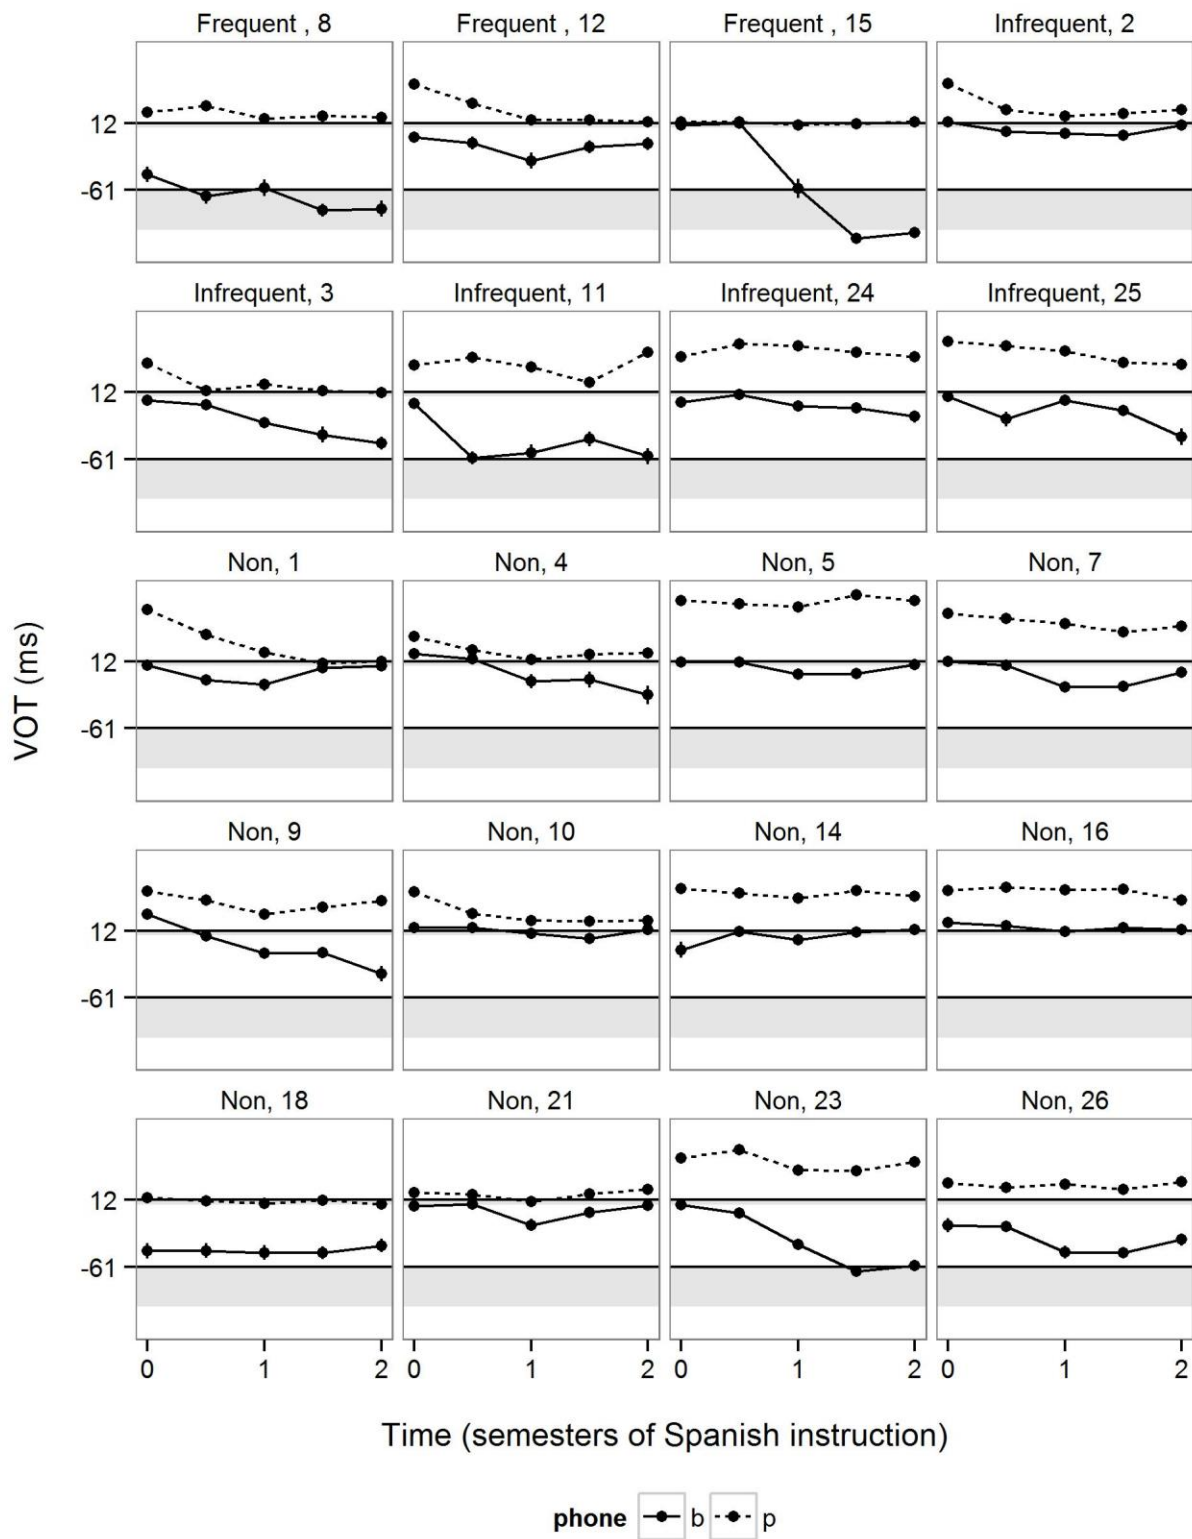 Frequent , 8
Frequent , 12
Frequent , 15
Infrequent, 2
12
-61
Infrequent, 3
Infrequent, 11
Infrequent, 24
Infrequent, 25
12
-61
Non, 1
Non, 4
Non, 5
Non, 7
12
-61
Non, 9
Non, 10
Non, 14
Non, 16
12
-61
Non, 18
Non, 21
Non, 23
Non, 26
12
-61
VOT (ms)
0 1 2 0 1 2 0 1 2 0 1 2
Time (semesters of Spanish instruction)
phone b p